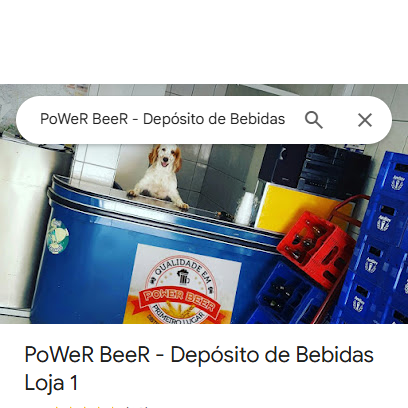 PoWeR BeeR - Depósito de Bebidas
QUALIDADE EM
POWER BEER
PRIMEIRO LUGAR
PoWeR BeeR - Depósito de Bebidas
Loja 1